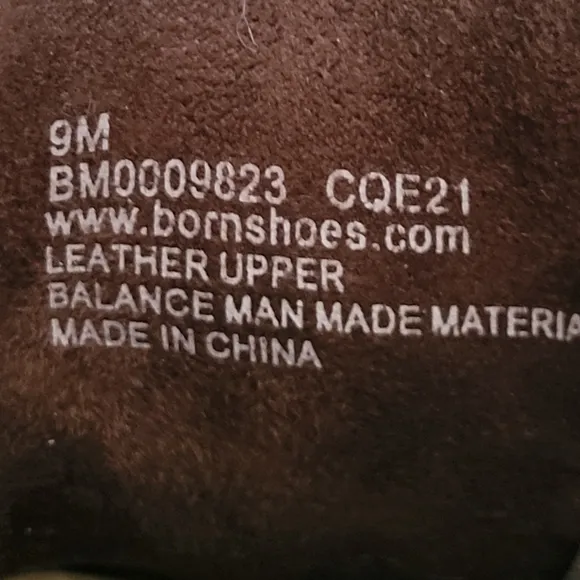 9M
BM0009823 CQE21
www.bornshoes.com
LEATHER UPPER
BALANCE MAN MADE MATERIA
MADE IN CHINA